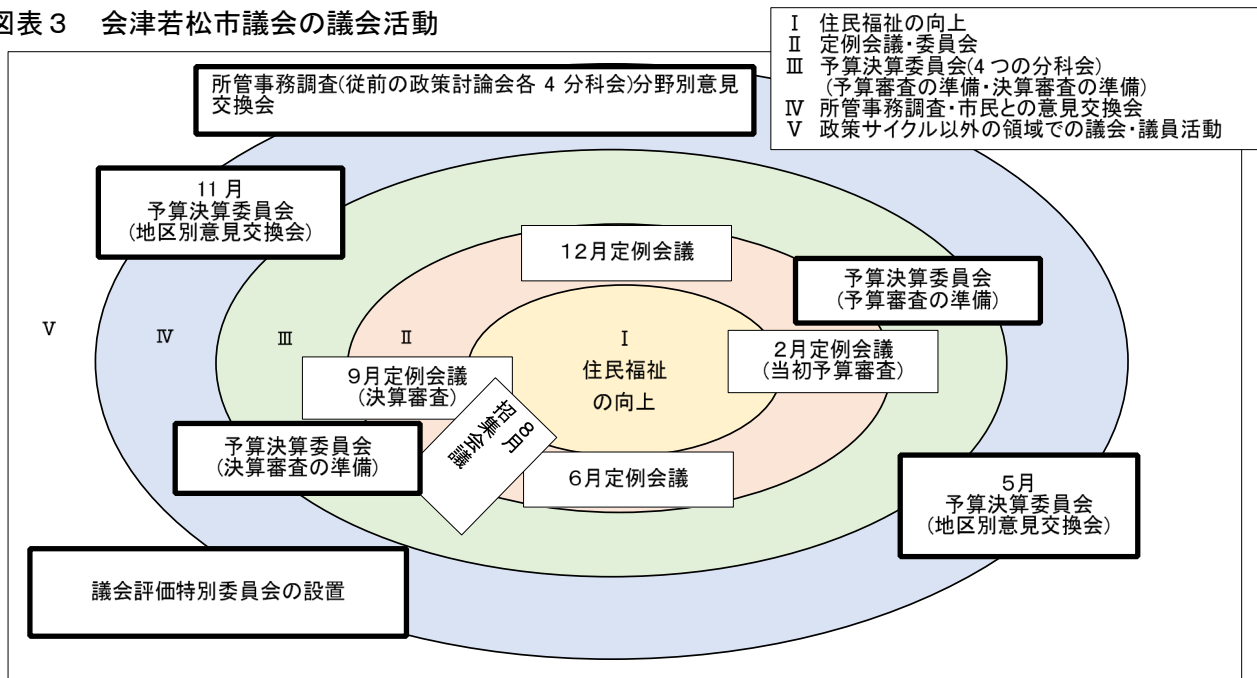 図表３　会津若松市議会の議会活動
Ⅰ　住民福祉の向上
Ⅱ　定例会議・委員会
Ⅲ　予算決算委員会(４つの分科会)
(予算審査の準備・決算審査の準備)
Ⅳ　所管事務調査・市民との意見交換会
Ⅴ　政策サイクル以外の領域での議会・議員活動
所管事務調査(従前の政策討論会各 4 分科会)分野別意見
交換会
11 月
予算決算委員会
(地区別意見交換会)
12月定例会議
予算決算委員会
(予算審査の準備)
Ⅴ
Ⅳ
Ⅲ
Ⅱ
Ⅰ
住民福祉
の向上
2月定例会議
(当初予算審査)
9月定例会議
(決算審査)
8月
招集会議
予算決算委員会
(決算審査の準備)
6月定例会議
5月
予算決算委員会
(地区別意見交換会)
議会評価特別委員会の設置